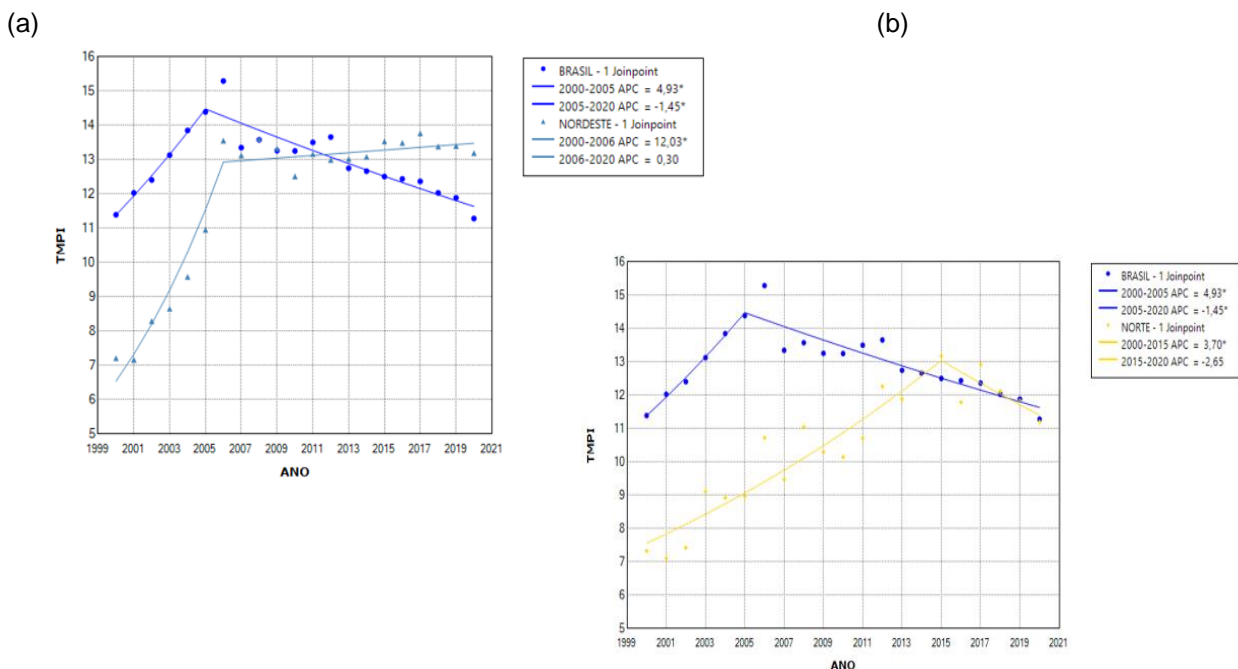 (a)
(b)
16
15
14
13
12
11
10
9
8
7
6
5
TMPI
1999 2001 2003 2005 2007 2009 2011 2013 2015 2017 2019 2021
ANO
BRASIL - 1 Joinpoint
2000-2005 APC = 4,93*
2005-2020 APC = -1,45*
NORDESTE - 1 Joinpoint
2000-2006 APC = 12,03*
2006-2020 APC = 0,30
16
15
14
13
12
11
10
9
8
7
6
5
TMPI
1999 2001 2003 2005 2007 2009 2011 2013 2015 2017 2019 2021
ANO
BRASIL - 1 Joinpoint
2000-2005 APC = 4,93*
2005-2020 APC = -1,45*
NORTE - 1 Joinpoint
2000-2015 APC = 3,70*
2015-2020 APC = -2,65